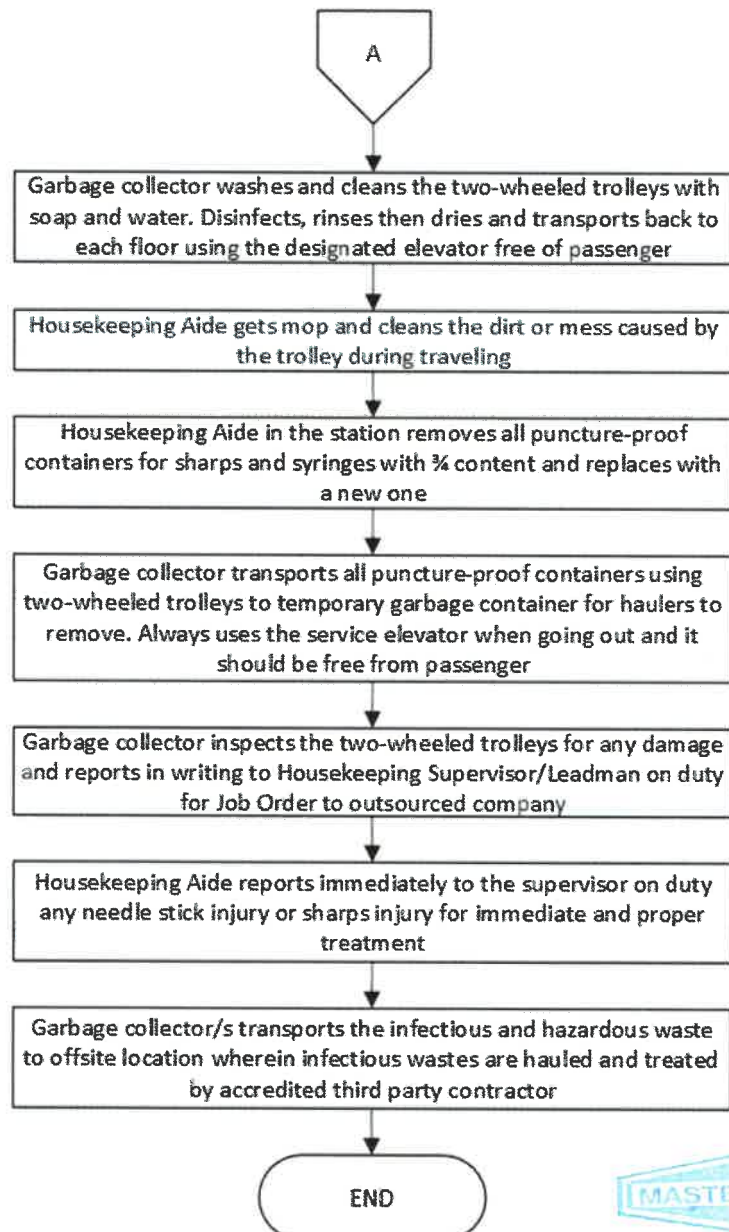 A
Garbage collector washes and cleans the two-wheeled trolleys with
soap and water. Disinfects, rinses then dries and transports back to
each floor using the designated elevator free of passenger
Housekeeping Aide gets mop and cleans the dirt or mess caused by
the trolley during traveling
Housekeeping Aide in the station removes all puncture-proof
containers for sharps and syringes with ¾ content and replaces with
a new one
Garbage collector transports all puncture-proof containers using
two-wheeled trolleys to temporary garbage container for haulers to
remove. Always uses the service elevator when going out and it
should be free from passenger
Garbage collector inspects the two-wheeled trolleys for any damage
and reports in writing to Housekeeping Supervisor/Leadman on duty
for Job Order to outsourced company
Housekeeping Aide reports immediately to the supervisor on duty
any needle stick injury or sharps injury for immediate and proper
treatment
Garbage collector/s transports the infectious and hazardous waste
to offsite location wherein infectious wastes are hauled and treated
by accredited third party contractor
END